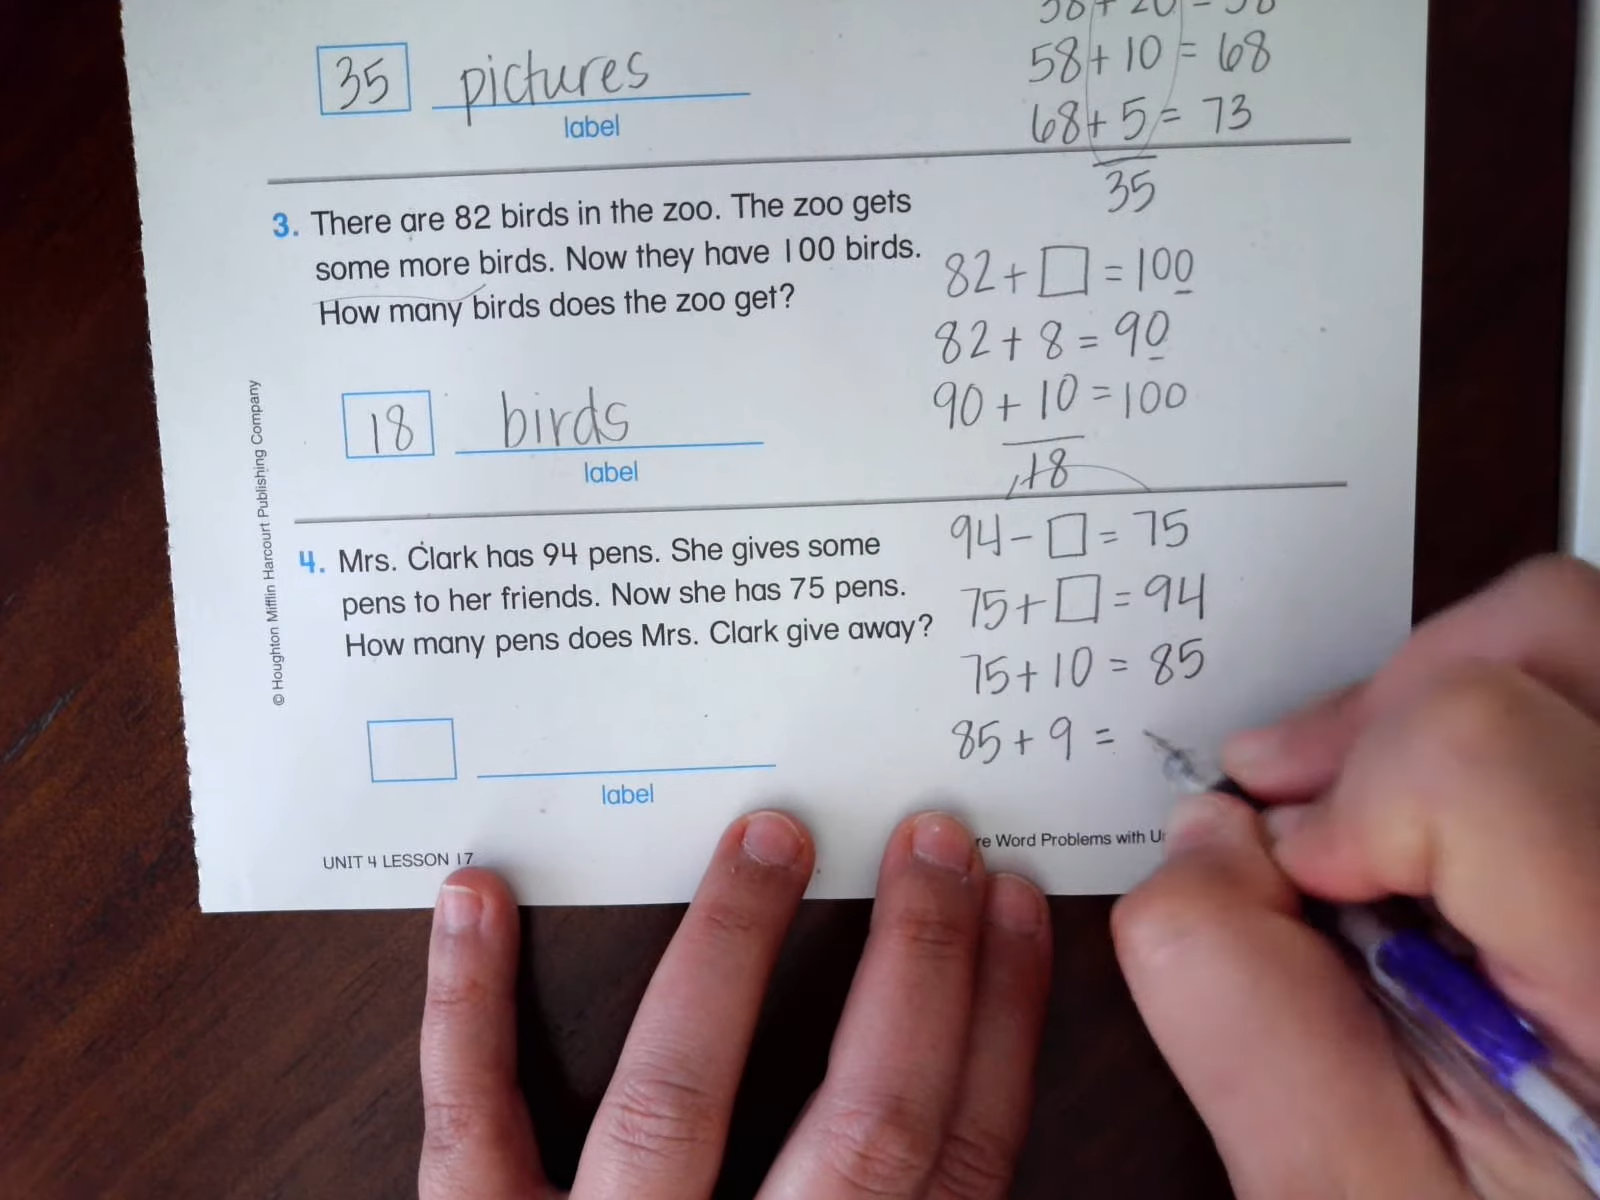 58 + 10 = 68
35 pictures
label
68 + 5 = 73
35
3. There are 82 birds in the zoo. The zoo gets
some more birds. Now they have 100 birds.
How many birds does the zoo get?
82 + □ = 100
82 + 8 = 90
90 + 10 = 100
18
18 birds
label
4. Mrs. Clark has 94 pens. She gives some
pens to her friends. Now she has 75 pens.
How many pens does Mrs. Clark give away?
94 - □ = 75
75 + □ = 94
75 + 10 = 85
85 + 9 =
label
© Houghton Mifflin Harcourt Publishing Company
UNIT 4 LESSON 17
Word Problems with